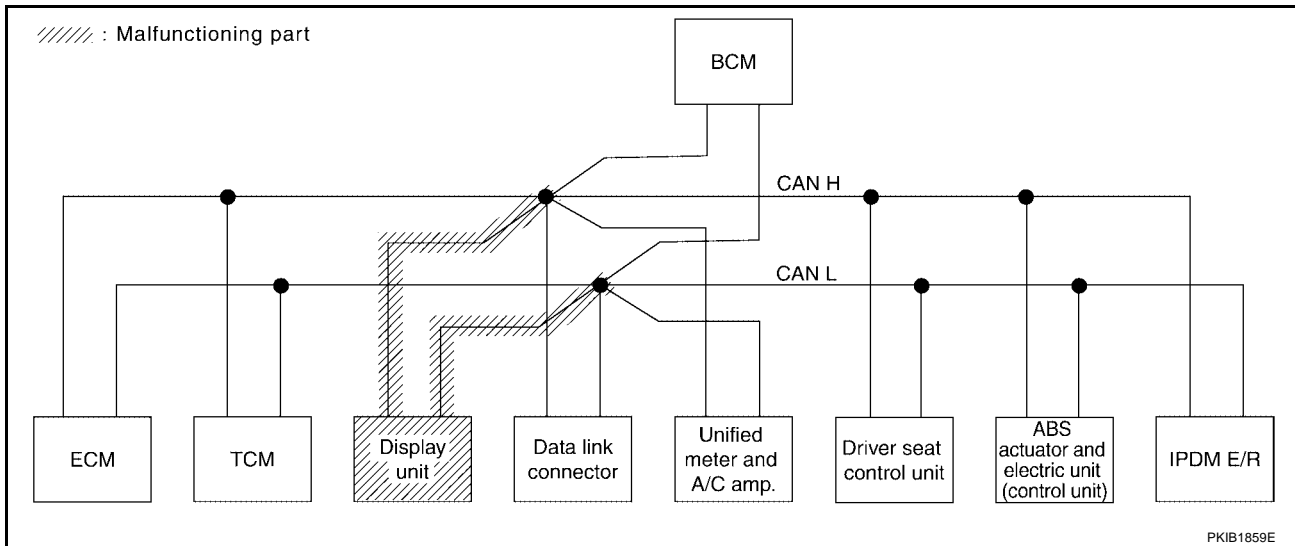 : Malfunctioning part
BCM
CAN H
CAN L
ECM
TCM
Display
unit
Data link
connector
Unified
meter and
A/C amp.
Driver seat
control unit
ABS
actuator and
electric unit
(control unit)
IPDM E/R
PKIB1859E